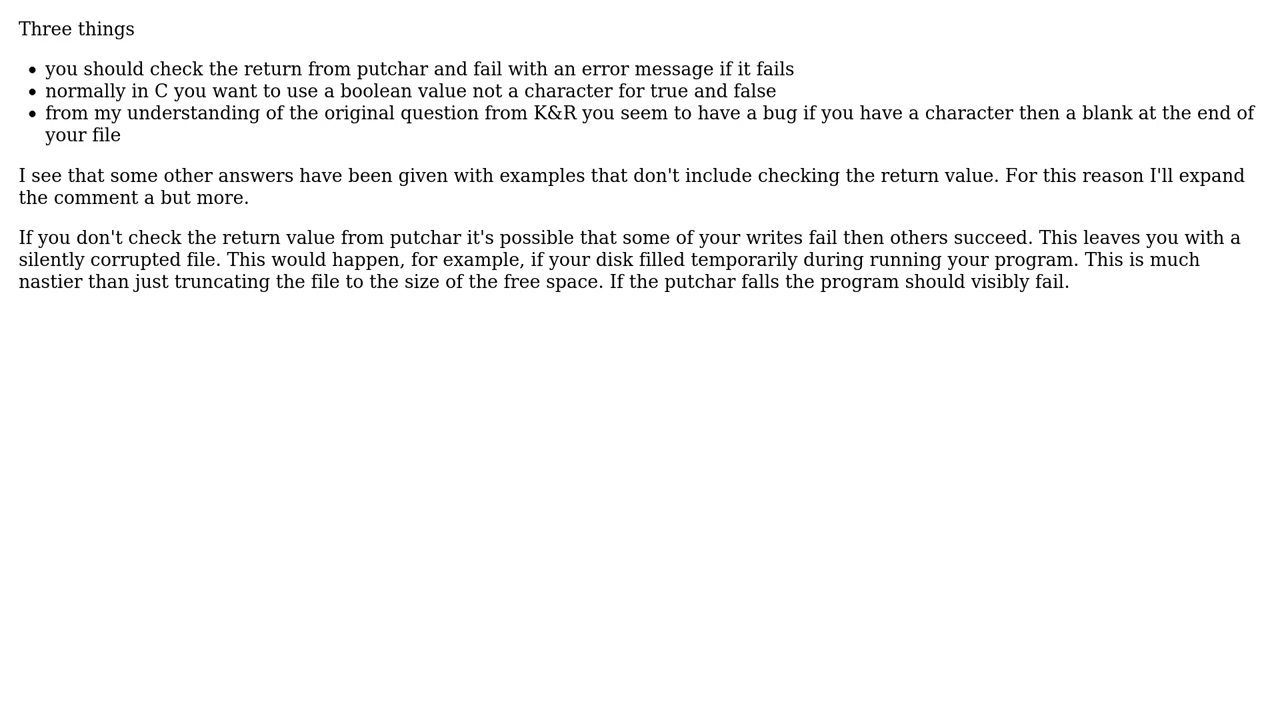 Three things
• you should check the return from putchar and fail with an error message if it fails
• normally in C you want to use a boolean value not a character for true and false
• from my understanding of the original question from K&R you seem to have a bug if you have a character then a blank at the end of
your file
I see that some other answers have been given with examples that don't include checking the return value. For this reason I'll expand
the comment a but more.
If you don't check the return value from putchar it's possible that some of your writes fail then others succeed. This leaves you with a
silently corrupted file. This would happen, for example, if your disk filled temporarily during running your program. This is much
nastier than just truncating the file to the size of the free space. If the putchar falls the program should visibly fail.